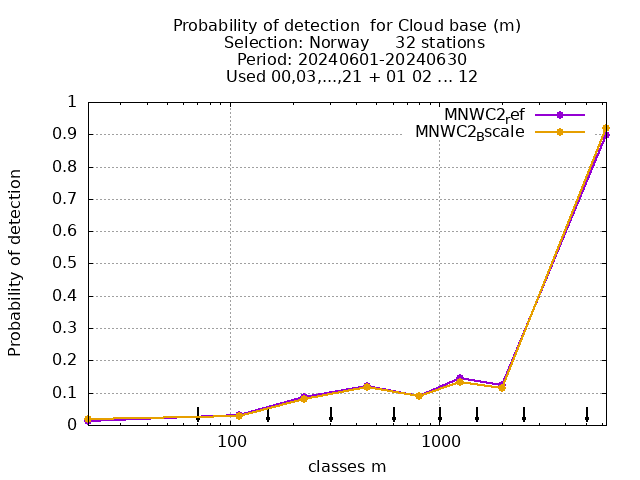 Probability of detection  for Cloud base (m)
Selection: Norway     32 stations
Period: 20240601-20240630
Used 00,03,...,21 + 01 02 ... 12
MNWC2ref
MNWC2Bscale
1
0.9
0.8
0.7
0.6
0.5
0.4
0.3
0.2
0.1
0
Probability of detection
100
1000
classes m